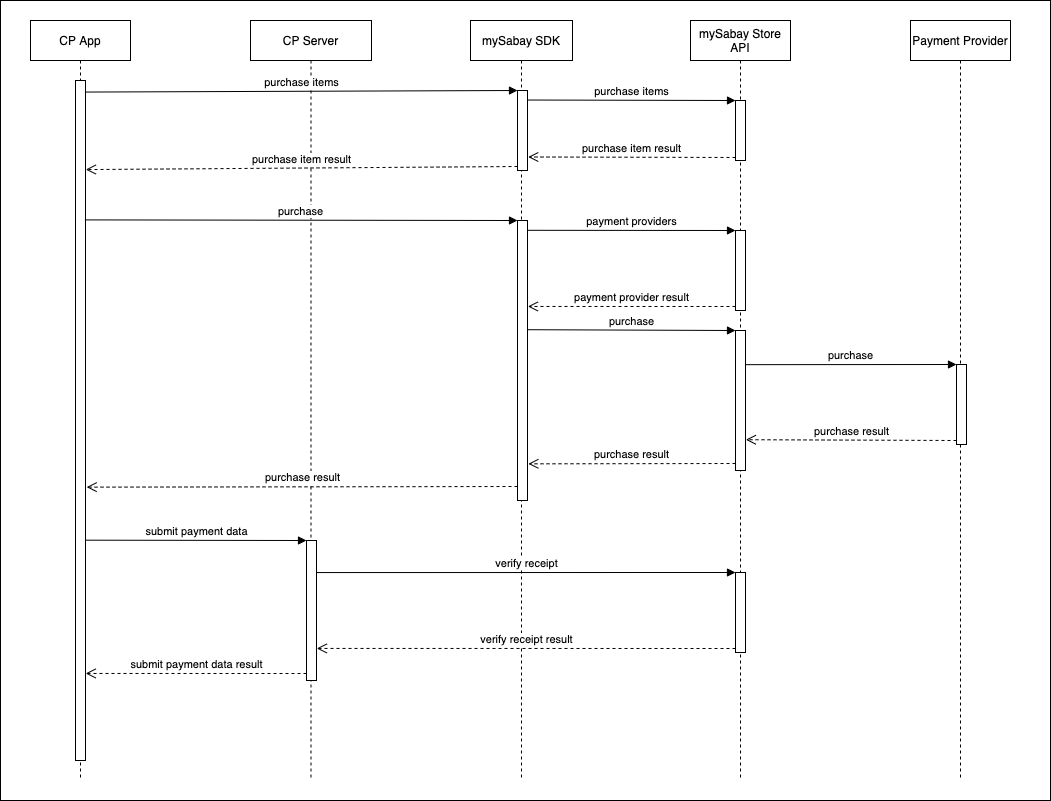 CP App
CP Server
mySabay SDK
mySabay Store
API
Payment Provider
purchase items
purchase items
purchase item result
purchase item result
purchase
payment providers
payment provider result
purchase
purchase
purchase result
purchase result
purchase result
submit payment data
verify receipt
verify receipt result
submit payment data result